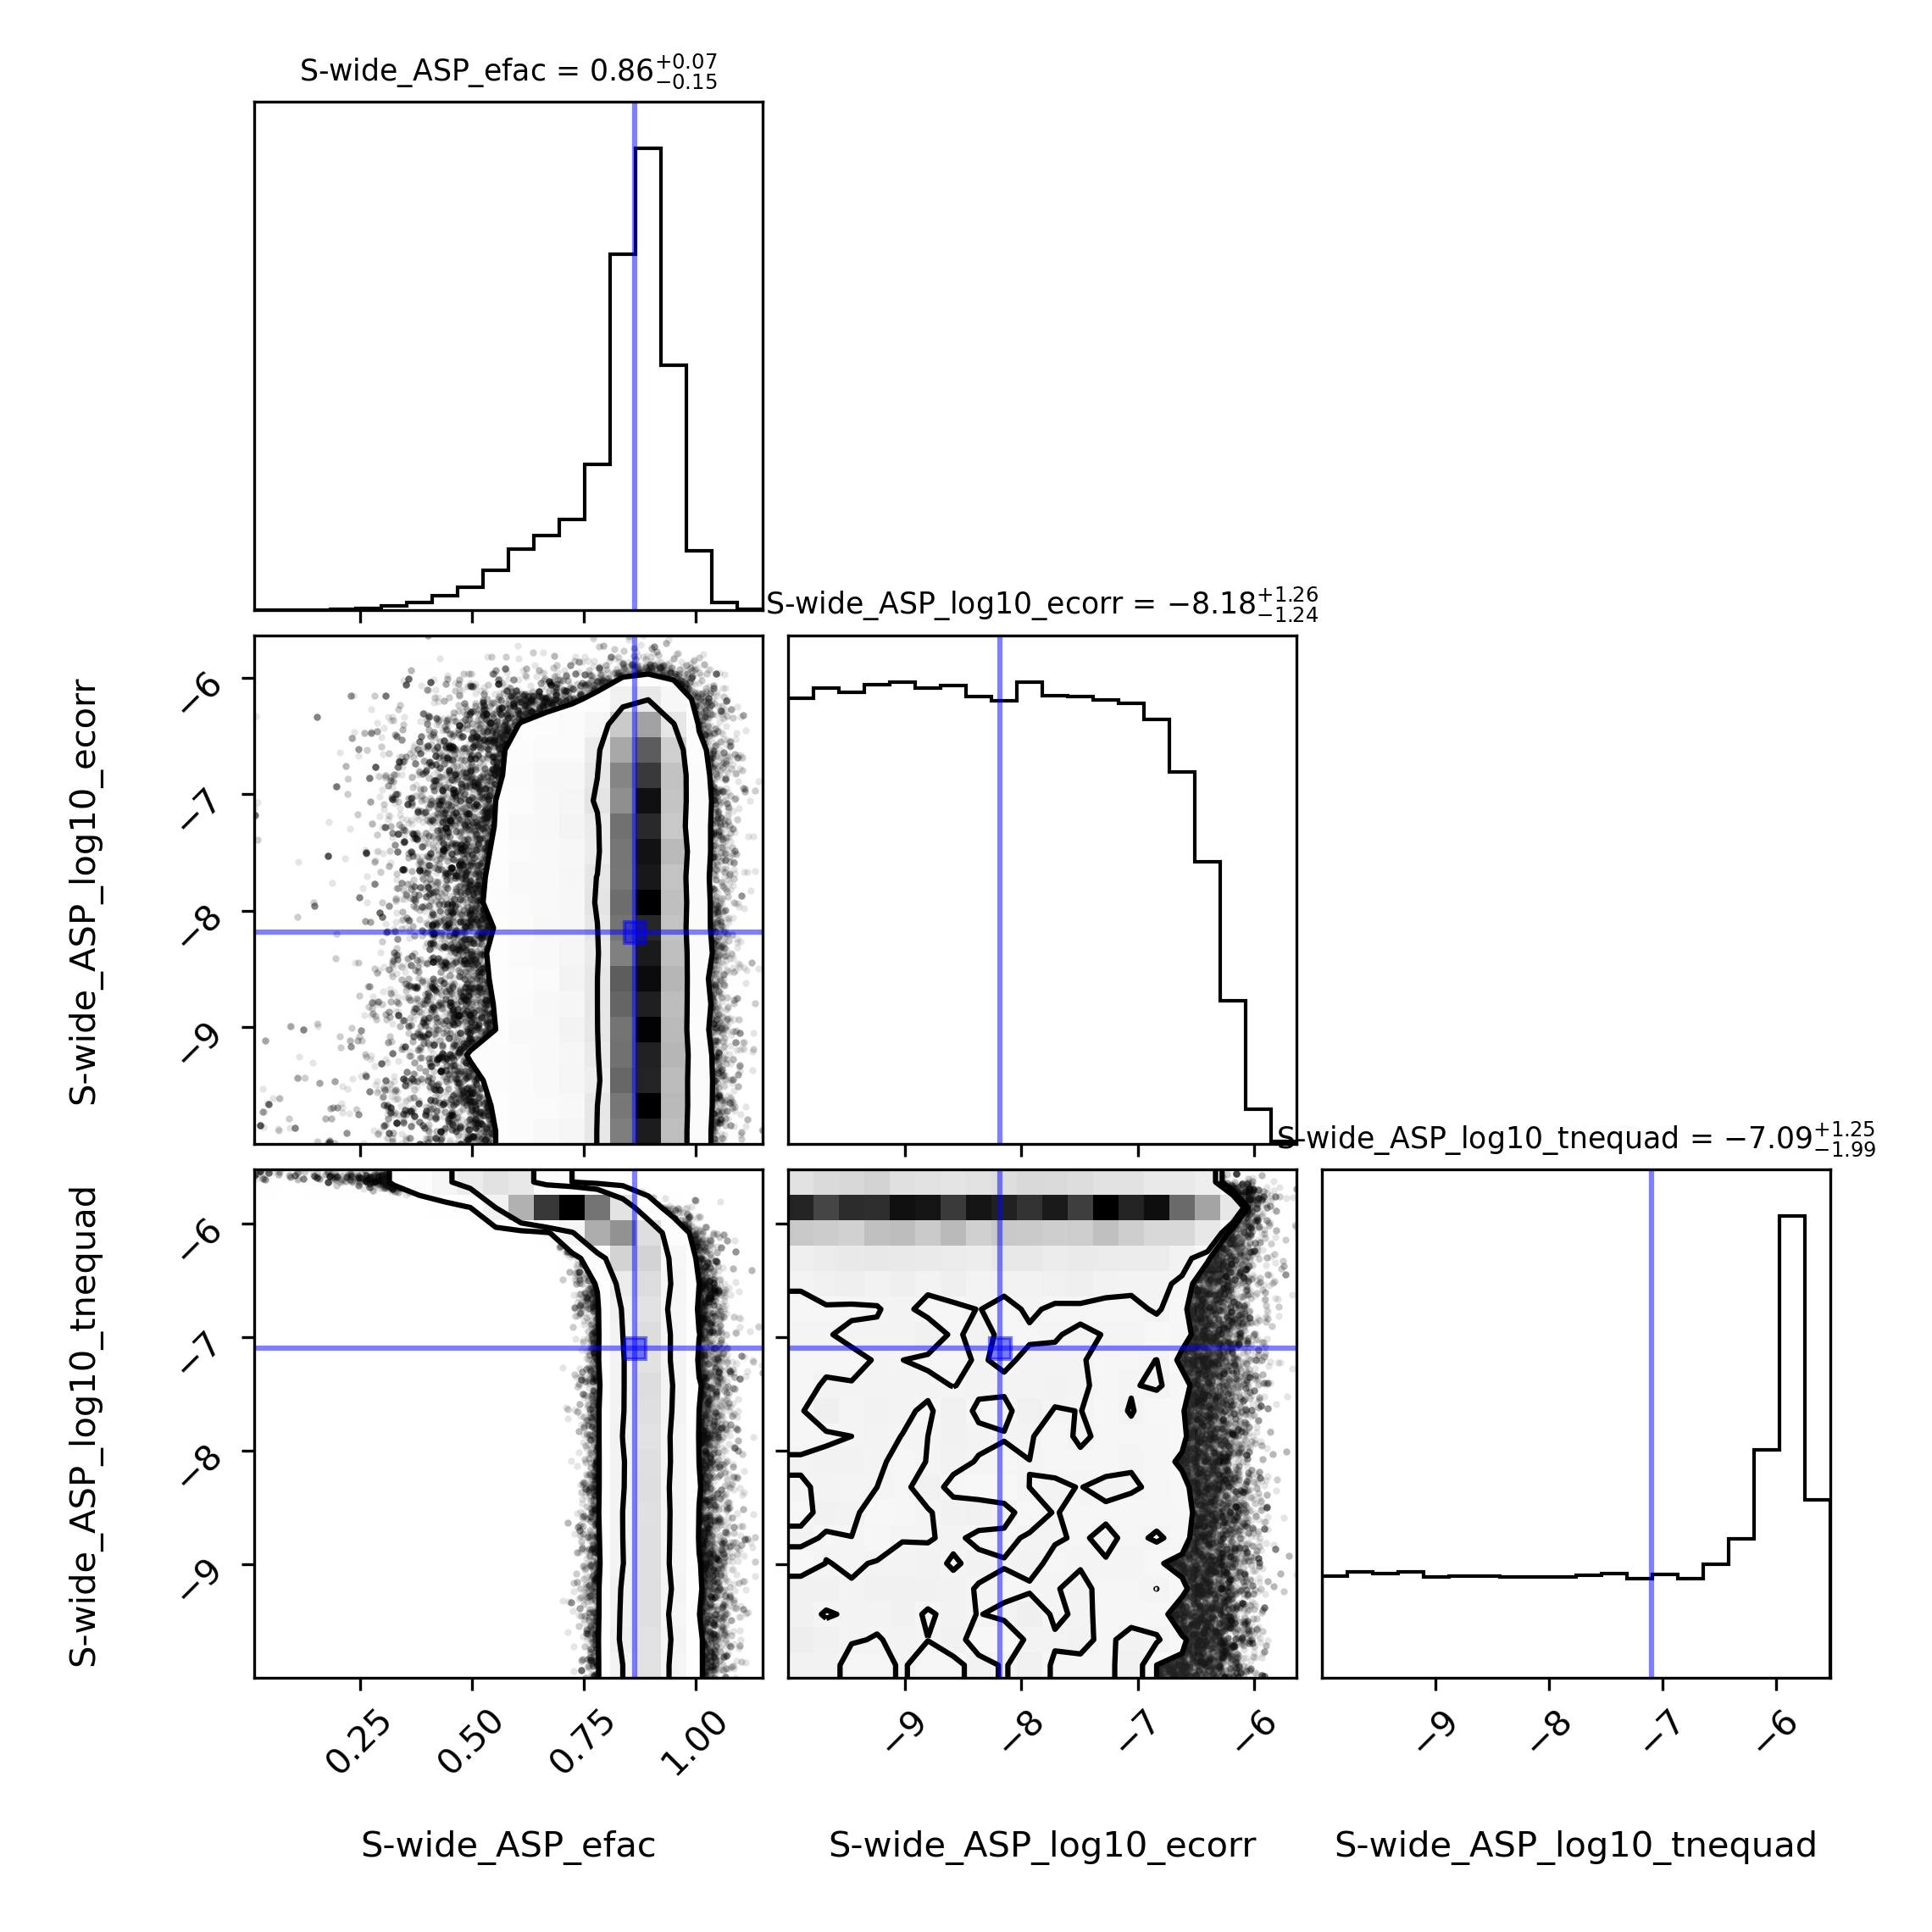 S-wide_ASP_efac = 0.86+0.07 −0.15
S-wide_ASP_log10_ecorr = −8.18+1.26 −1.24
S-wide_ASP_log10_tnequad = −7.09+1.25 −1.99
S-wide_ASP_log10_ecorr
−6
−7
−8
−9
S-wide_ASP_log10_tnequad
−6
−7
−8
−9
0.25 0.50 0.75 1.00
−9 −8 −7 −6
−9 −8 −7 −6
S-wide_ASP_efac
S-wide_ASP_log10_ecorr
S-wide_ASP_log10_tnequad